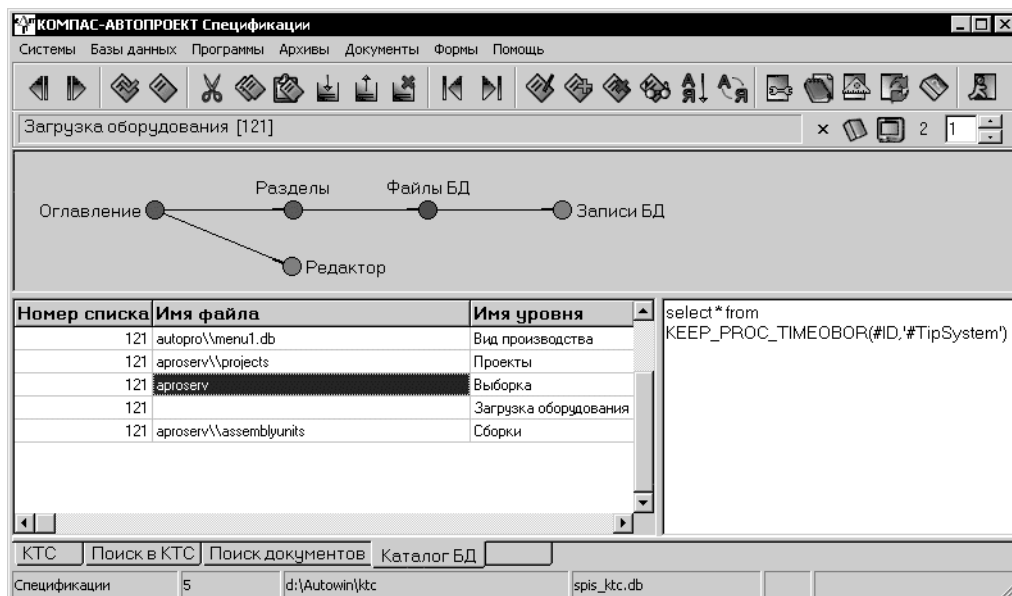 КОМПАС-АВТОПРОЕКТ Спецификации
Системы Базы данных Программы Архивы Документы Формы Помощь
Загрузка оборудования [121] 2 1
Разделы Файлы БД
Оглавление Записи БД
Редактор
Номер списка Имя файла Имя уровня
121 autopro\\menu1.db Вид производства
121 aproserv\\projects Проекты
121 aproserv Выборка
121 Загрузка оборудования
121 aproserv\\assemblyunits Сборки
select * from
KEEP_PROC_TIMEOBOR(#ID,'#TipSystem')
КТС Поиск в КТС Поиск документов Каталог БД
Спецификации 5 d:\Autowin\ktc spis_ktc.db